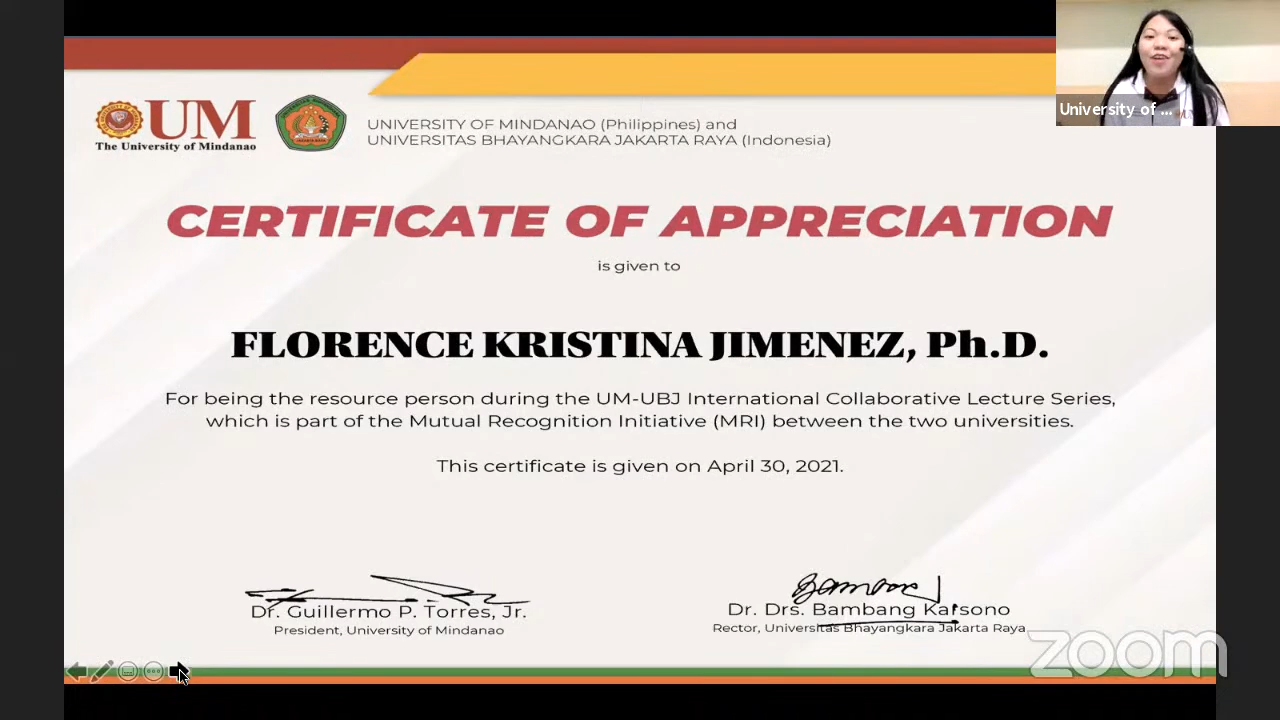 University of ...
UM
The University of Mindanao
UNIVERSITY OF MINDANAO (Philippines) and
UNIVERSITAS BHAYANGKARA JAKARTA RAYA (Indonesia)
CERTIFICATE OF APPRECIATION
is given to
FLORENCE KRISTINA JIMENEZ, Ph.D.
For being the resource person during the UM-UBJ International Collaborative Lecture Series,
which is part of the Mutual Recognition Initiative (MRI) between the two universities.
This certificate is given on April 30, 2021.
Dr. Guillermo P. Torres, Jr.
President, University of Mindanao
Dr. Drs. Bambang Karsono
Rector, Universitas Bhayangkara Jakarta Raya
zoom